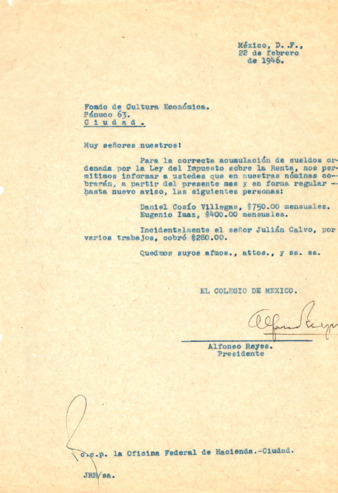 México, D. F.,
22 de febrero
de 1946.
Fondo de Cultura Económica.
Pánuco 63.
C i u d a d .
Muy señores nuestros:
Para la correcta acumulación de sueldos or-
denada por la Ley del Impuesto sobre la Renta, nos per-
mitimos informar a ustedes que en nuestras nóminas co--
brarán, a partir del presente mes y en forma regular --
hasta nuevo aviso, las siguientes personas:
Daniel Cosío Villegas, $750.00 mensuales.
Eugenio Imaz, $400.00 mensuales.
Incidentalmente el señor Julián Calvo, por
varios trabajos, cobró $250.00.
Quedamos suyos afmos., attos., y ss. ss.
EL COLEGIO DE MEXICO.
Alfonso Reyes
Alfonso Reyes.
Presidente
c.c.p. la Oficina Federal de Hacienda.-Ciudad.
JRP/sa.